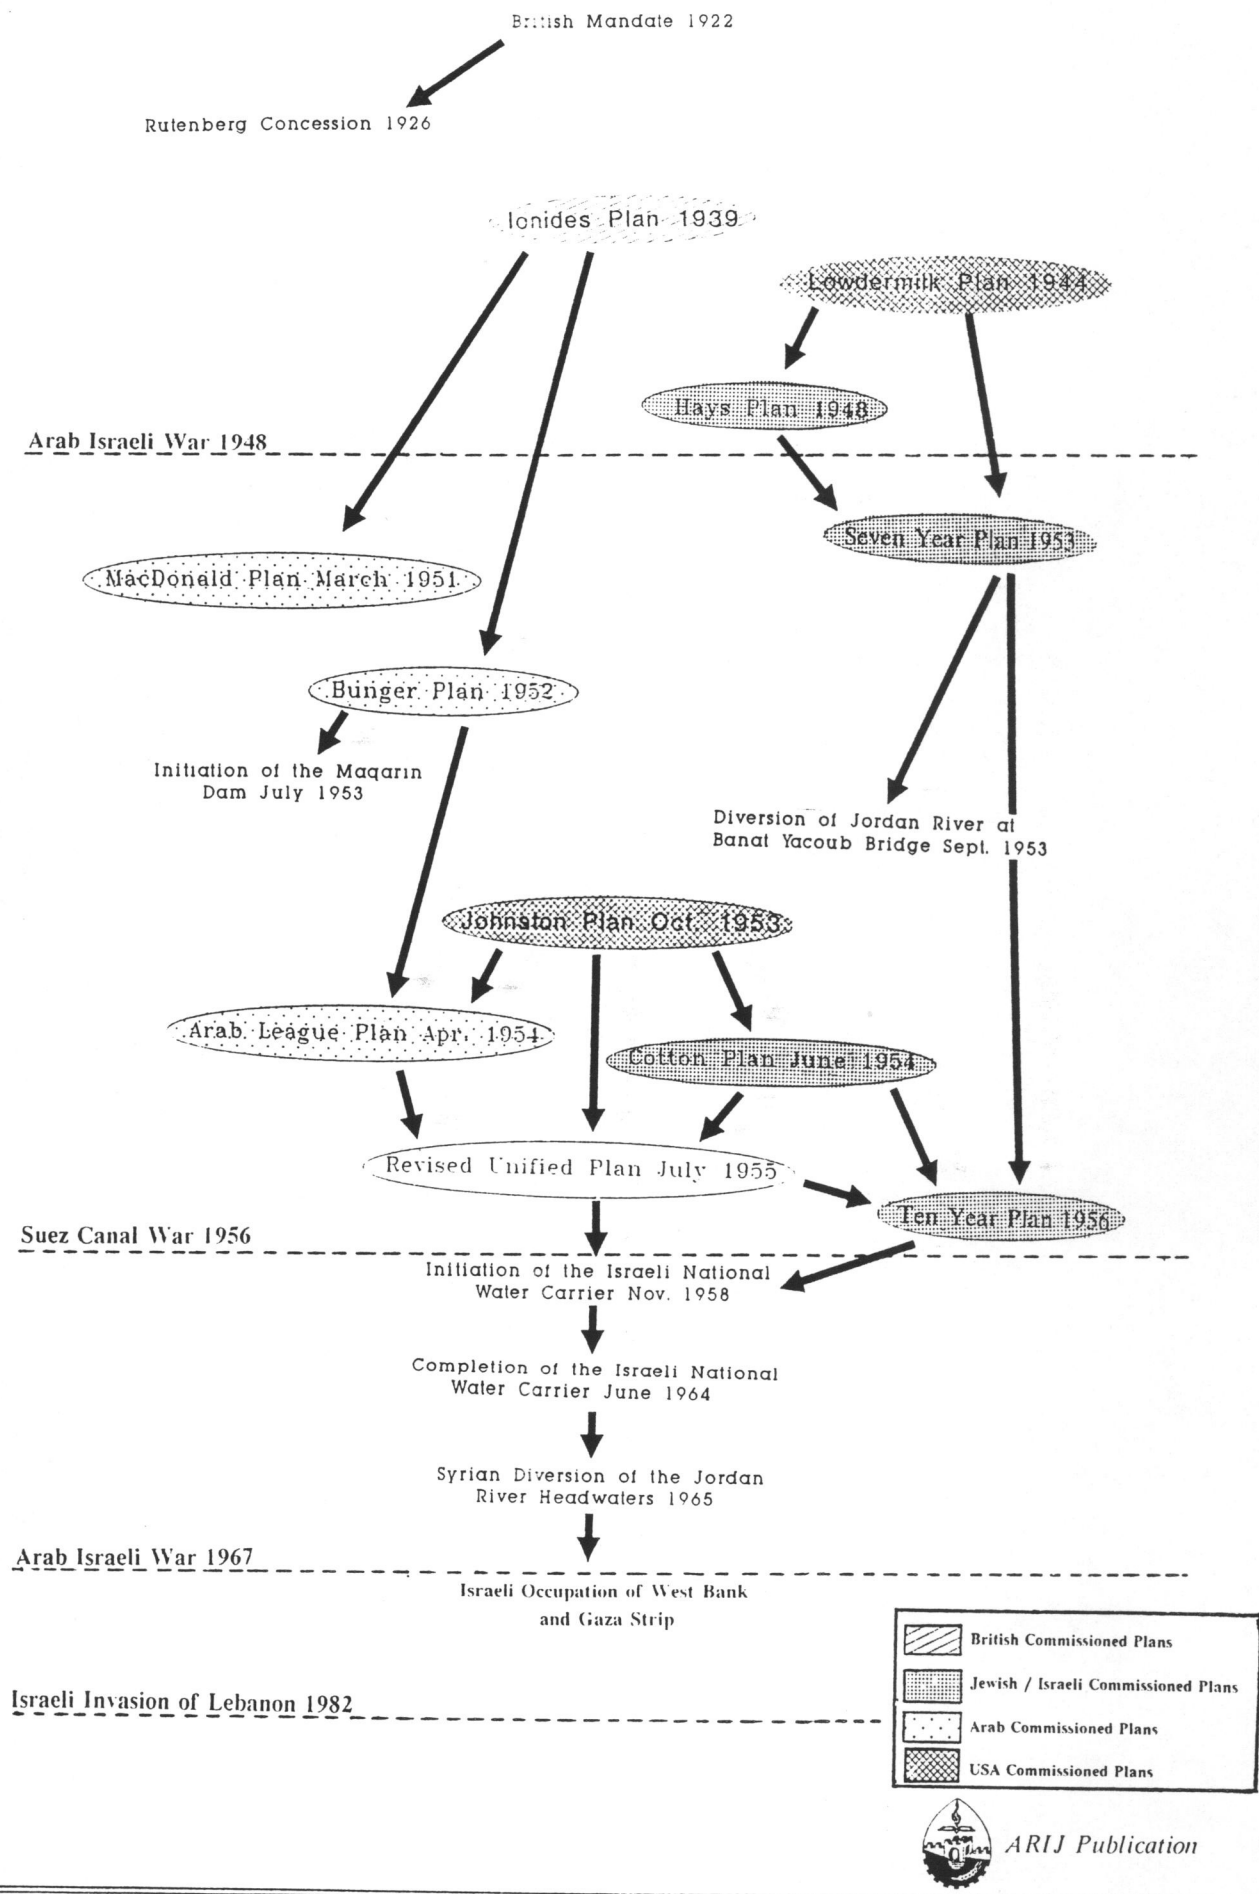 British Mandate 1922
Rutenberg Concession 1926
Ionides Plan 1939
Lowdermilk Plan 1944
Hays Plan 1948
Arab Israeli War 1948
Seven Year Plan 1953
MacDonald Plan March 1951
Bunger Plan 1952
Initiation of the Maqarin
Dam July 1953
Diversion of Jordan River at
Banat Yacoub Bridge Sept. 1953
Johnston Plan Oct. 1953
Arab League Plan Apr. 1954
Cotton Plan June 1954
Revised Unified Plan July 1955
Ten Year Plan 1956
Suez Canal War 1956
Initiation of the Israeli National
Water Carrier Nov. 1958
Completion of the Israeli National
Water Carrier June 1964
Syrian Diversion of the Jordan
River Headwaters 1965
Arab Israeli War 1967
Israeli Occupation of West Bank
and Gaza Strip
Israeli Invasion of Lebanon 1982
British Commissioned Plans
Jewish / Israeli Commissioned Plans
Arab Commissioned Plans
USA Commissioned Plans
ARIJ Publication